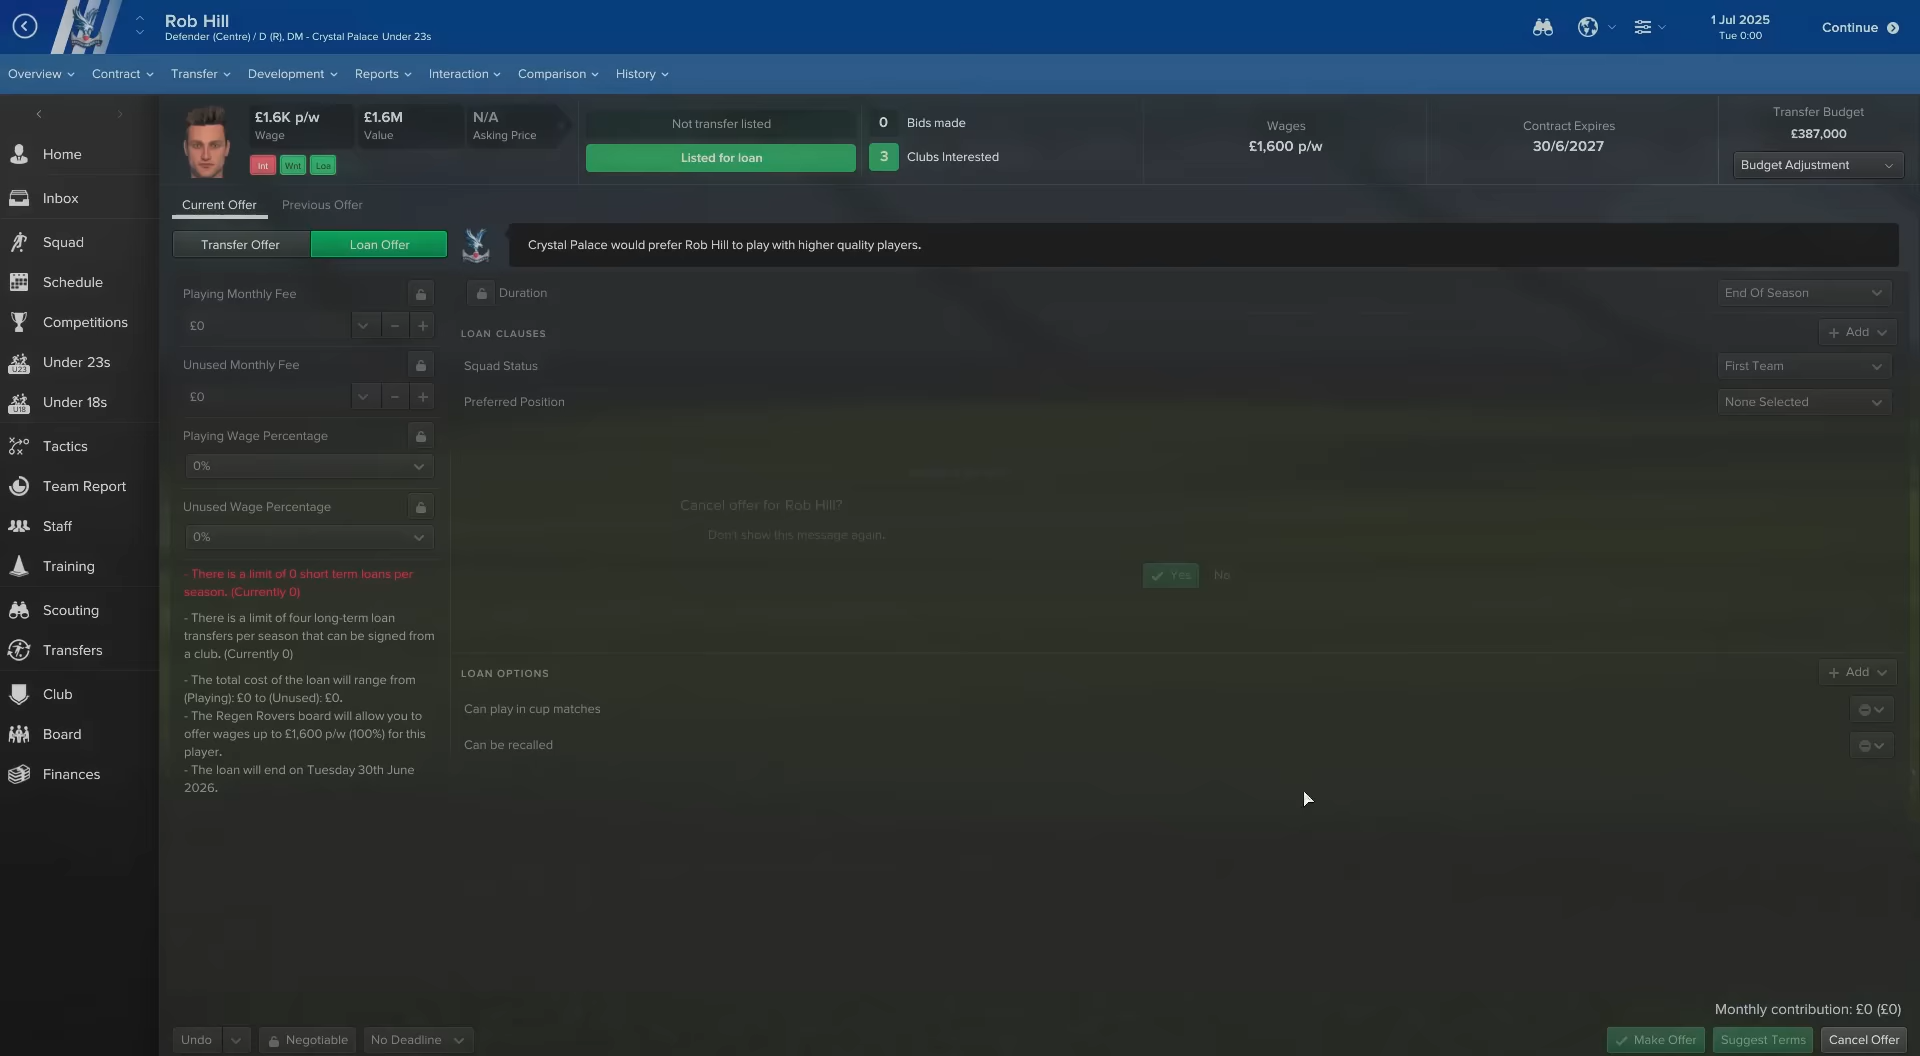 Rob Hill
Defender (Centre) / D (R), DM - Crystal Palace Under 23s
1 Jul 2025
Tue 0:00
Continue
Overview
Contract
Transfer
Development
Reports
Interaction
Comparison
History
Home
Inbox
Squad
Schedule
Competitions
U23
Under 23s
U18
Under 18s
Tactics
Team Report
Staff
Training
Scouting
Transfers
Club
Board
Finances
£1.6K p/w
Wage
£1.6M
Value
N/A
Asking Price
Int
Wnt
Loa
Not transfer listed
Listed for loan
0 Bids made
3 Clubs Interested
Wages
£1,600 p/w
Contract Expires
30/6/2027
Transfer Budget
£387,000
Budget Adjustment
Current Offer
Previous Offer
Transfer Offer
Loan Offer
Crystal Palace would prefer Rob Hill to play with higher quality players.
Playing Monthly Fee
£0
Unused Monthly Fee
£0
Playing Wage Percentage
0%
Unused Wage Percentage
0%
- There is a limit of 0 short term loans per
season. (Currently 0)
- There is a limit of four long-term loan
transfers per season that can be signed from
a club. (Currently 0)
- The total cost of the loan will range from
(Playing): £0 to (Unused): £0.
- The Regen Rovers board will allow you to
offer wages up to £1,600 p/w (100%) for this
player.
- The loan will end on Tuesday 30th June
2026.
Duration
End Of Season
LOAN CLAUSES
Add
Squad Status
First Team
Preferred Position
None Selected
Cancel offer for Rob Hill?
Don't show this message again.
Yes
No
LOAN OPTIONS
Add
Can play in cup matches
Can be recalled
Monthly contribution: £0 (£0)
Undo
Negotiable
No Deadline
Make Offer
Suggest Terms
Cancel Offer